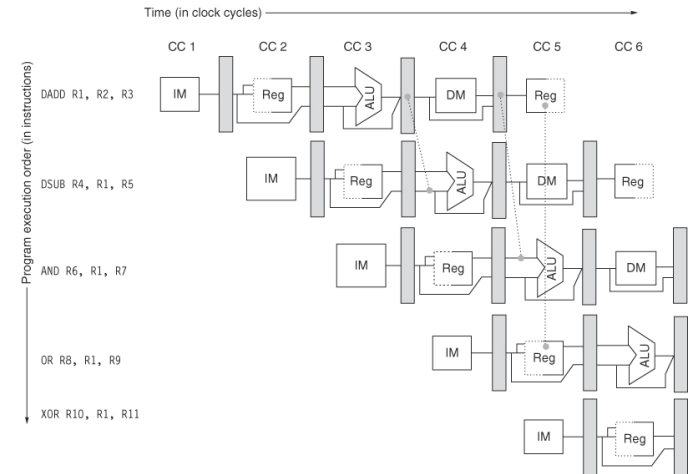 Time (in clock cycles)
CC 1 CC 2 CC 3 CC 4 CC 5 CC 6
Program execution order (in instructions)
DADD R1, R2, R3 IM Reg ALU DM Reg
DSUB R4, R1, R5 IM Reg ALU DM Reg
AND R6, R1, R7 IM Reg ALU DM
OR R8, R1, R9 IM Reg ALU
XOR R10, R1, R11 IM Reg